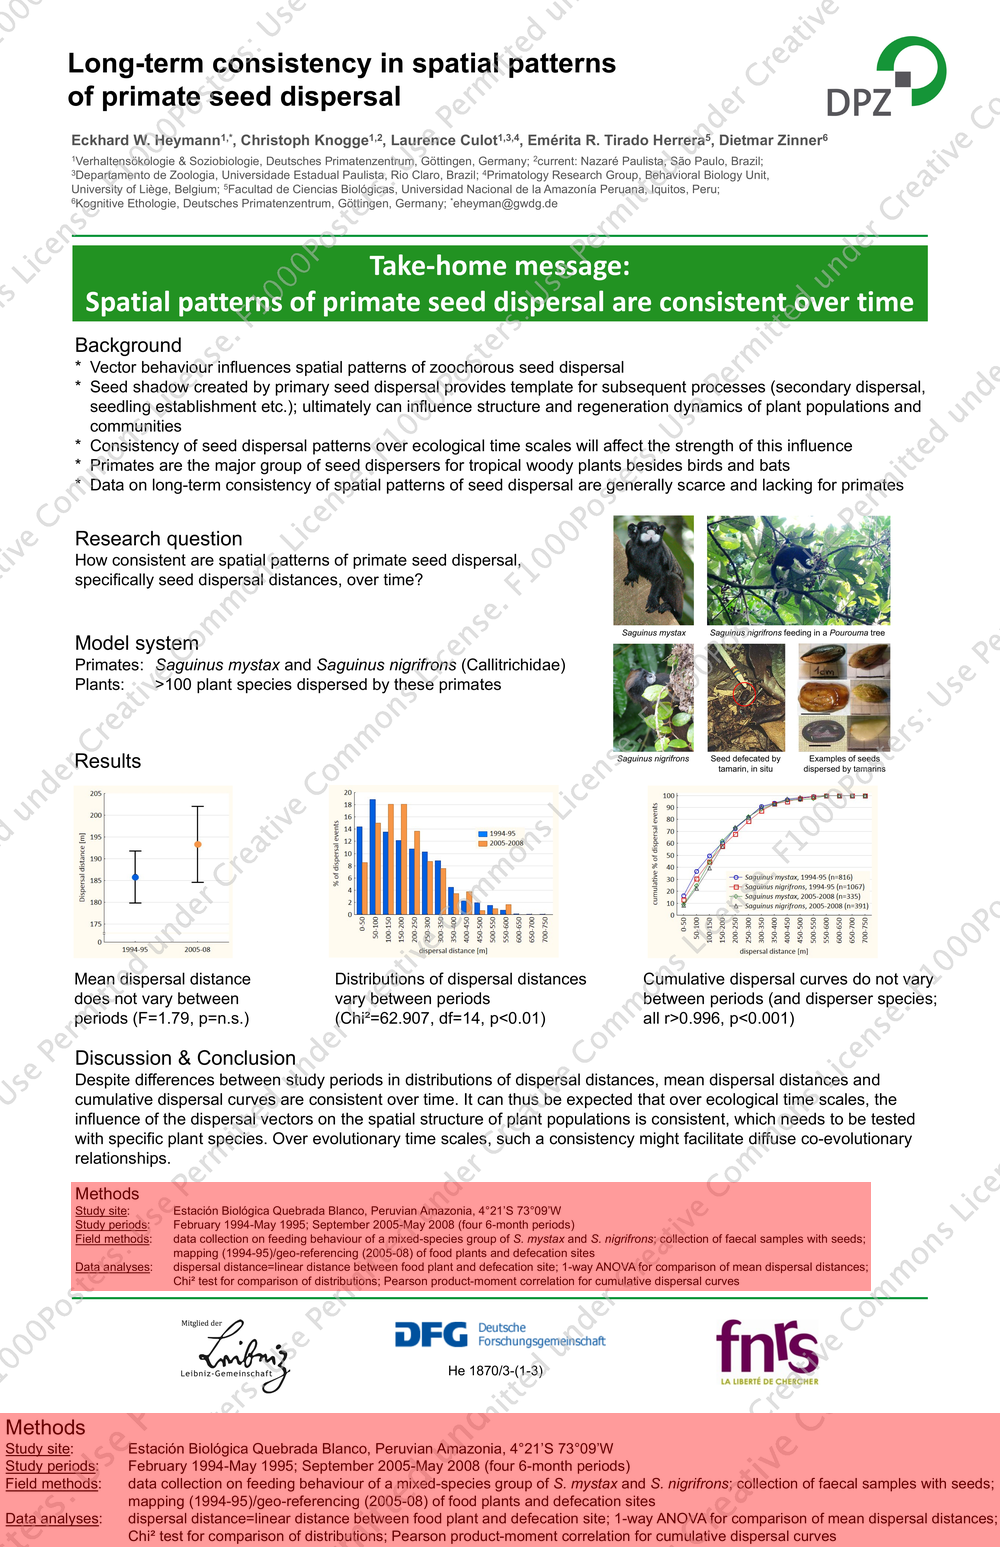 Long-term consistency in spatial patterns
of primate seed dispersal
DPZ
Eckhard W. Heymann1,*, Christoph Knogge1,2, Laurence Culot1,3,4, Emérita R. Tirado Herrera5, Dietmar Zinner6
1Verhaltensökologie & Soziobiologie, Deutsches Primatenzentrum, Göttingen, Germany; 2current: Nazaré Paulista, São Paulo, Brazil;
3Departamento de Zoologia, Universidade Estadual Paulista, Rio Claro, Brazil; 4Primatology Research Group, Behavioral Biology Unit,
University of Liège, Belgium; 5Facultad de Ciencias Biológicas, Universidad Nacional de la Amazonía Peruana, Iquitos, Peru;
6Kognitive Ethologie, Deutsches Primatenzentrum, Göttingen, Germany; *eheyman@gwdg.de
Take-home message:
Spatial patterns of primate seed dispersal are consistent over time
Background
* Vector behaviour influences spatial patterns of zoochorous seed dispersal
* Seed shadow created by primary seed dispersal provides template for subsequent processes (secondary dispersal,
seedling establishment etc.); ultimately can influence structure and regeneration dynamics of plant populations and
communities
* Consistency of seed dispersal patterns over ecological time scales will affect the strength of this influence
* Primates are the major group of seed dispersers for tropical woody plants besides birds and bats
* Data on long-term consistency of spatial patterns of seed dispersal are generally scarce and lacking for primates
Research question
How consistent are spatial patterns of primate seed dispersal,
specifically seed dispersal distances, over time?
Saguinus mystax
Saguinus nigrifrons feeding in a Pourouma tree
Model system
Primates: Saguinus mystax and Saguinus nigrifrons (Callitrichidae)
Plants: >100 plant species dispersed by these primates
1cm
Saguinus nigrifrons
Seed defecated by
tamarin, in situ
Examples of seeds
dispersed by tamarins
Results
Dispersal distance [m]
205
200
195
190
185
180
175
0
1994-95 2005-08
% of dispersal events
20
18
16
14
12
10
8
6
4
2
0
1994-95
2005-2008
0-50 50-100 100-150 150-200 200-250 250-300 300-350 350-400 400-450 450-500 500-550 550-600 600-650 650-700 700-750
dispersal distance [m]
cumulative % of dispersal events
100
90
80
70
60
50
40
30
20
10
0
Saguinus mystax, 1994-95 (n=816)
Saguinus nigrifrons, 1994-95 (n=1067)
Saguinus mystax, 2005-2008 (n=335)
Saguinus nigrifrons, 2005-2008 (n=391)
0-50 50-100 100-150 150-200 200-250 250-300 300-350 350-400 400-450 450-500 500-550 550-600 600-650 650-700 700-750
dispersal distance [m]
Mean dispersal distance
does not vary between
periods (F=1.79, p=n.s.)
Distributions of dispersal distances
vary between periods
(Chi²=62.907, df=14, p<0.01)
Cumulative dispersal curves do not vary
between periods (and disperser species;
all r>0.996, p<0.001)
Discussion & Conclusion
Despite differences between study periods in distributions of dispersal distances, mean dispersal distances and
cumulative dispersal curves are consistent over time. It can thus be expected that over ecological time scales, the
influence of the dispersal vectors on the spatial structure of plant populations is consistent, which needs to be tested
with specific plant species. Over evolutionary time scales, such a consistency might facilitate diffuse co-evolutionary
relationships.
Methods
Study site: Estación Biológica Quebrada Blanco, Peruvian Amazonia, 4°21'S 73°09'W
Study periods: February 1994-May 1995; September 2005-May 2008 (four 6-month periods)
Field methods: data collection on feeding behaviour of a mixed-species group of S. mystax and S. nigrifrons; collection of faecal samples with seeds;
mapping (1994-95)/geo-referencing (2005-08) of food plants and defecation sites
Data analyses: dispersal distance=linear distance between food plant and defecation site; 1-way ANOVA for comparison of mean dispersal distances;
Chi² test for comparison of distributions; Pearson product-moment correlation for cumulative dispersal curves
Mitglied der
Leibniz
Leibniz-Gemeinschaft
DFG Deutsche
Forschungsgemeinschaft
He 1870/3-(1-3)
fnrs
LA LIBERTÉ DE CHERCHER
Methods
Study site: Estación Biológica Quebrada Blanco, Peruvian Amazonia, 4°21'S 73°09'W
Study periods: February 1994-May 1995; September 2005-May 2008 (four 6-month periods)
Field methods: data collection on feeding behaviour of a mixed-species group of S. mystax and S. nigrifrons; collection of faecal samples with seeds;
mapping (1994-95)/geo-referencing (2005-08) of food plants and defecation sites
Data analyses: dispersal distance=linear distance between food plant and defecation site; 1-way ANOVA for comparison of mean dispersal distances;
Chi² test for comparison of distributions; Pearson product-moment correlation for cumulative dispersal curves
F1000Posters: Use Permitted under Creative Commons License.